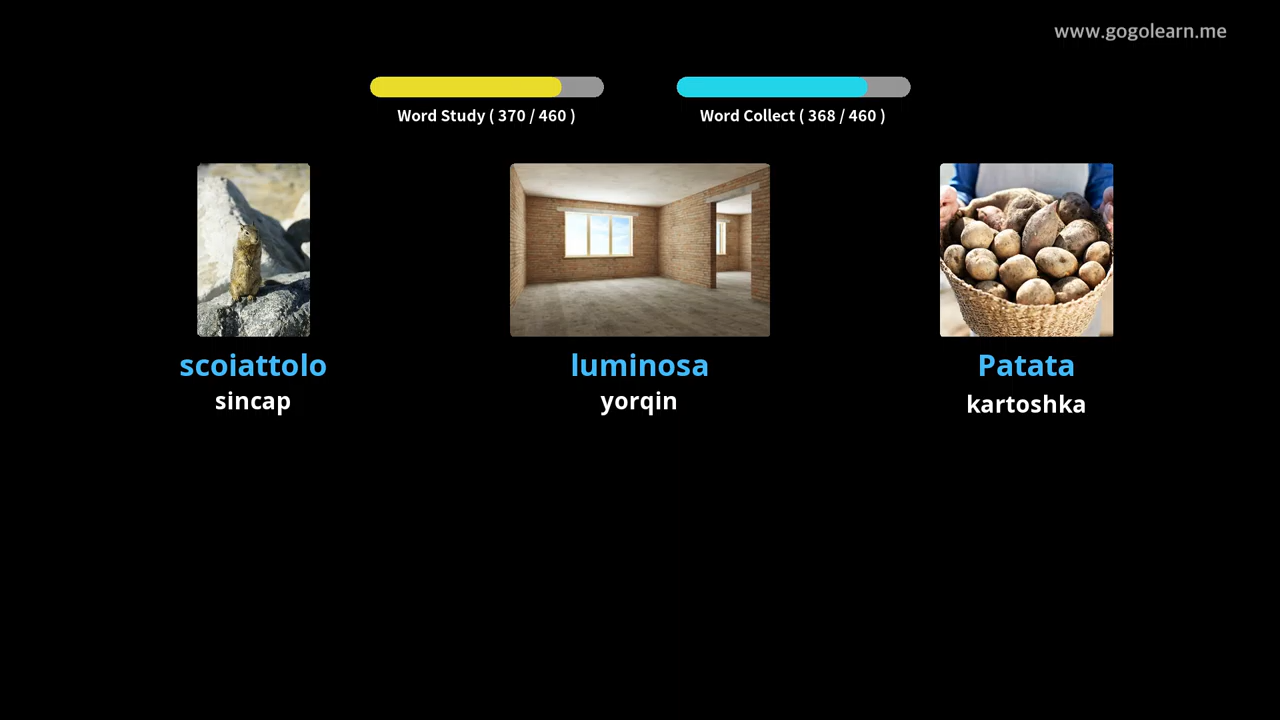 www.gogolearn.me
Word Study ( 370 / 460 )
Word Collect ( 368 / 460 )
scoiattolo
sincap
luminosa
yorqin
Patata
kartoshka